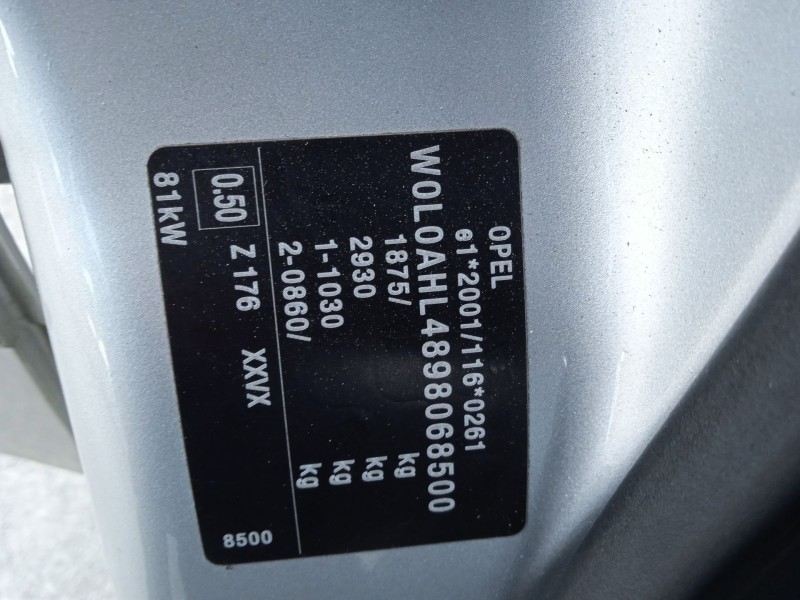 OPEL
e1*2001/116*0261
W0L0AHL4898068500
1875/ kg
2930 kg
1-1030 kg
2-0860/ kg
0.50 Z 176 XXVX
81kW 8500